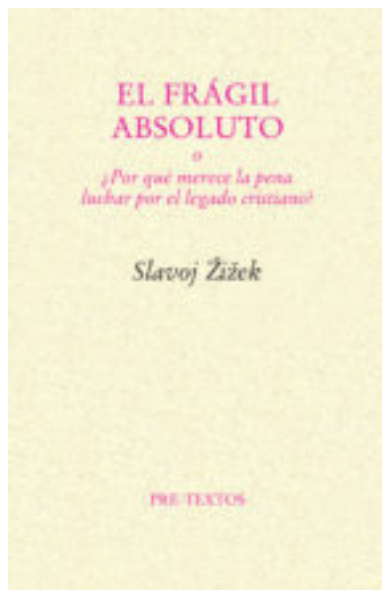 EL FRÁGIL
ABSOLUTO
o
¿Por qué merece la pena
luchar por el legado cristiano?
Slavoj Žižek
PRE-TEXTOS